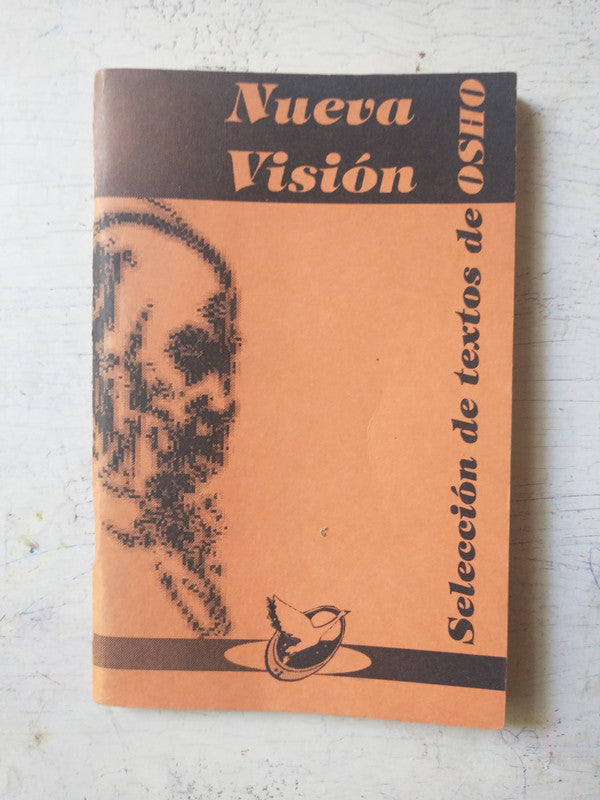 Nueva
Visión
Selección de textos de OSHO